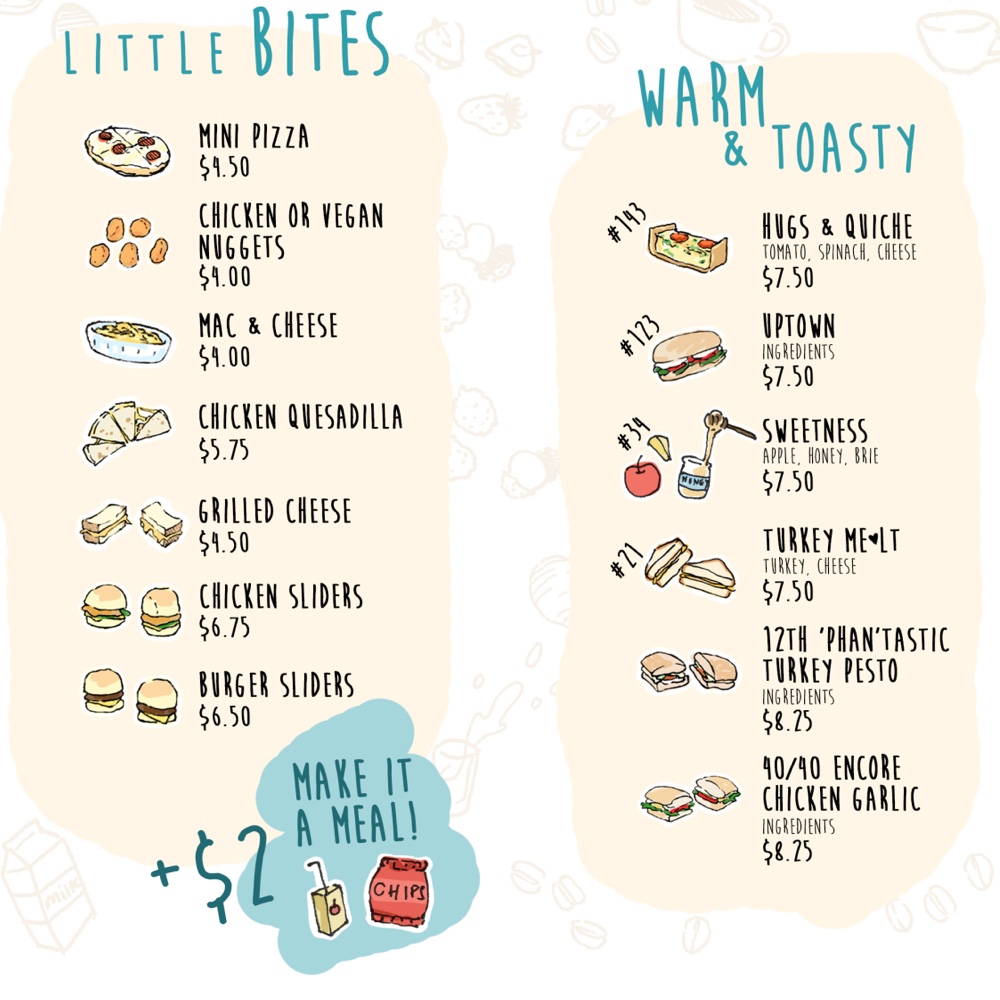 LITTLE BITES
MINI PIZZA
$4.50
CHICKEN OR VEGAN
NUGGETS
$4.00
MAC & CHEESE
$4.00
CHICKEN QUESADILLA
$5.75
GRILLED CHEESE
$4.50
CHICKEN SLIDERS
$6.75
BURGER SLIDERS
$6.50
MAKE IT
A MEAL!
+$2
CHIPS
milk
WARM
& TOASTY
#143
HUGS & QUICHE
TOMATO, SPINACH, CHEESE
$7.50
#123
UPTOWN
INGREDIENTS
$7.50
#34
HONEY
SWEETNESS
APPLE, HONEY, BRIE
$7.50
#21
TURKEY ME♥LT
TURKEY, CHEESE
$7.50
12TH 'PHAN'TASTIC
TURKEY PESTO
INGREDIENTS
$8.25
40/40 ENCORE
CHICKEN GARLIC
INGREDIENTS
$8.25